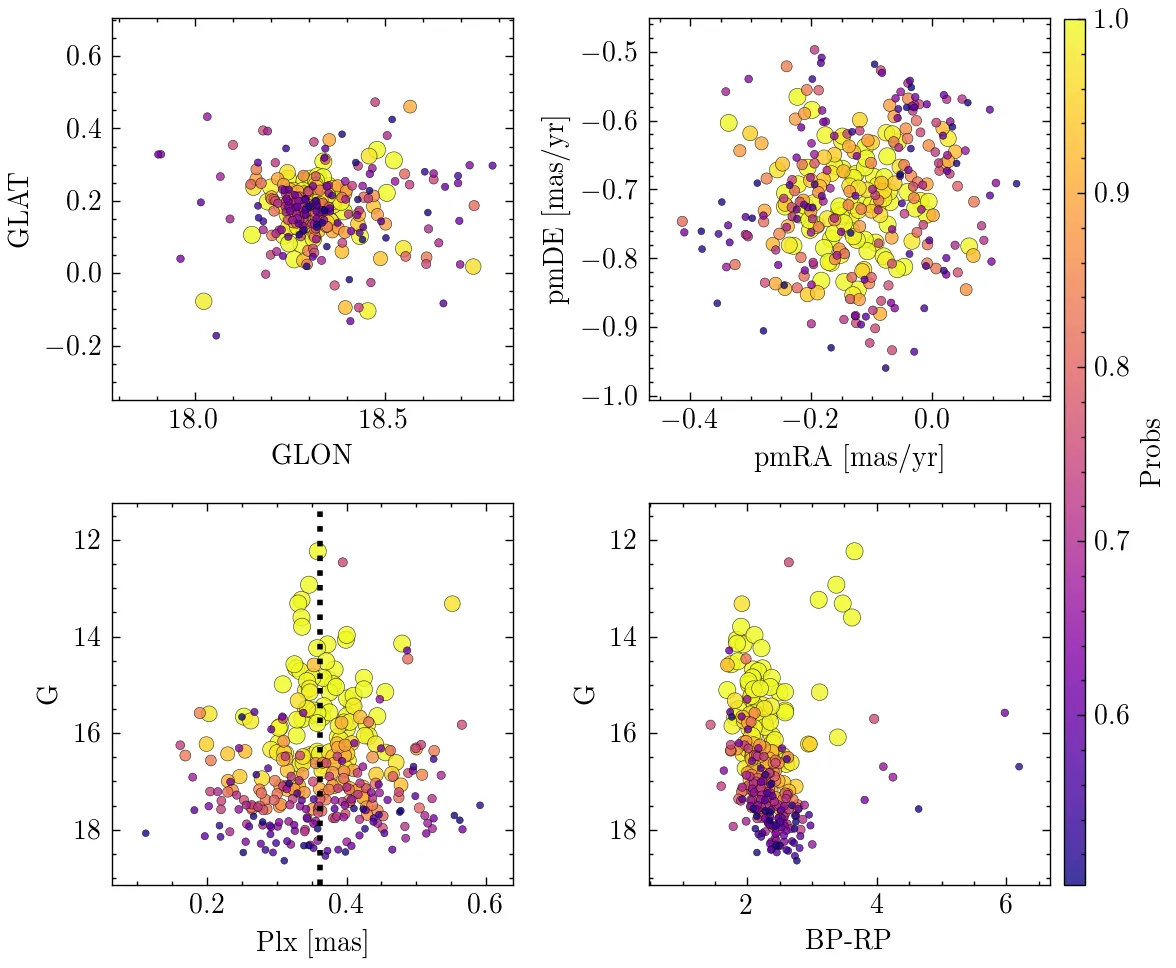 0.6
0.4
0.2
0.0
−0.2
GLAT
18.0 18.5
GLON
−0.5
−0.6
−0.7
−0.8
−0.9
−1.0
pmDE [mas/yr]
−0.4 −0.2 0.0
pmRA [mas/yr]
12
14
16
18
G
0.2 0.4 0.6
Plx [mas]
12
14
16
18
G
2 4 6
BP-RP
1.0
0.9
0.8
0.7
0.6
Probs